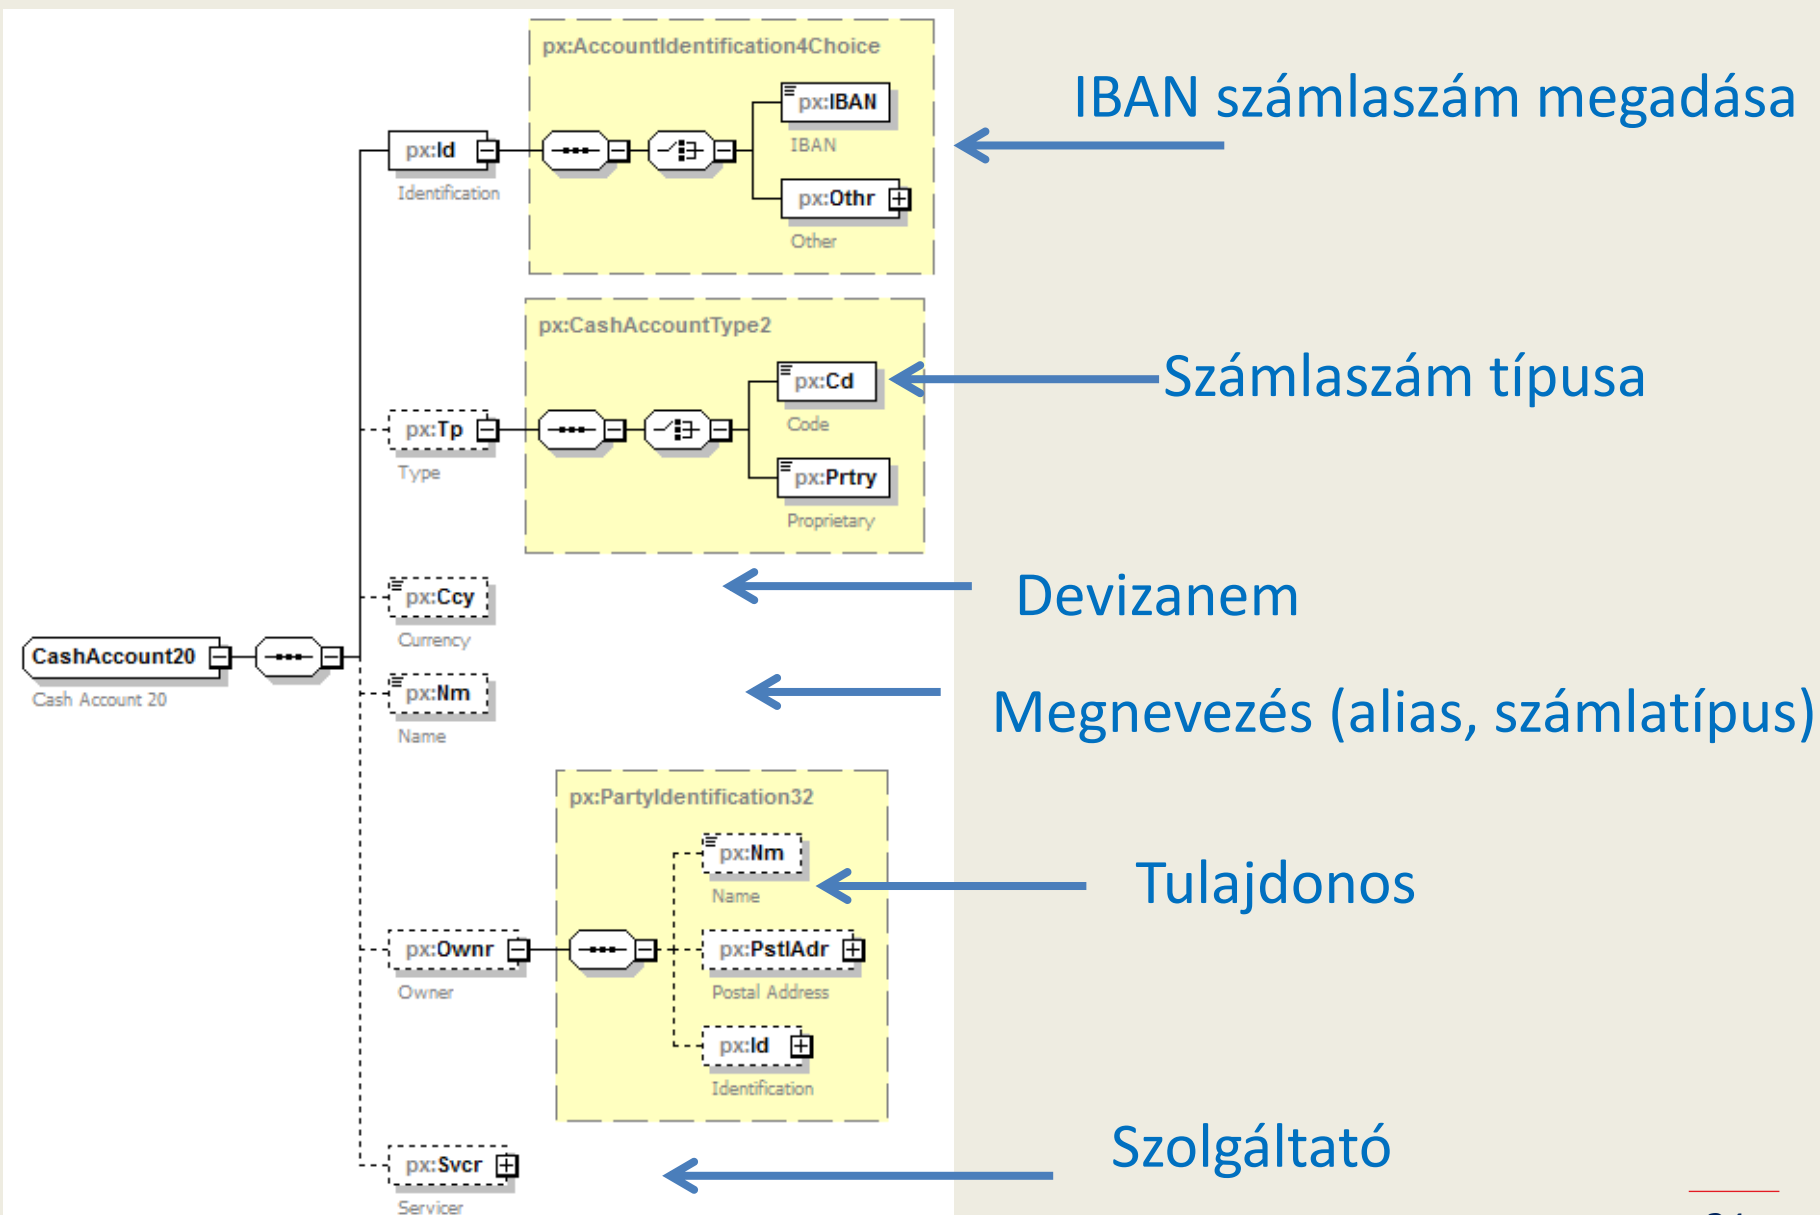 px:AccountIdentification4Choice
px:IBAN
IBAN
px:Id
Identification
px:Othr
Other
IBAN számlaszám megadása
px:CashAccountType2
px:Cd
Code
Számlaszám típusa
px:Tp
Type
px:Prtry
Proprietary
px:Ccy
Currency
Devizanem
CashAccount20
Cash Account 20
px:Nm
Name
Megnevezés (alias, számlatípus)
px:PartyIdentification32
px:Nm
Name
Tulajdonos
px:Ownr
Owner
px:PstlAdr
Postal Address
px:Id
Identification
px:Svcr
Servicer
Szolgáltató